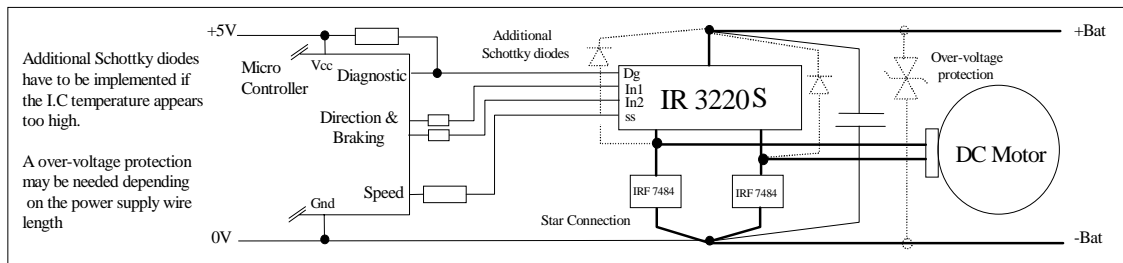 +5V
Additional Schottky diodes
have to be implemented if
the I.C temperature appears
too high.
A over-voltage protection
may be needed depending
on the power supply wire
length
0V
Micro
Controller
Vcc
Diagnostic
Direction &
Braking
Speed
Gnd
Additional
Schottky diodes
Dg
In1
In2
ss
IR 3220S
IRF 7484
IRF 7484
Star Connection
+Bat
Over-voltage
protection
DC Motor
-Bat